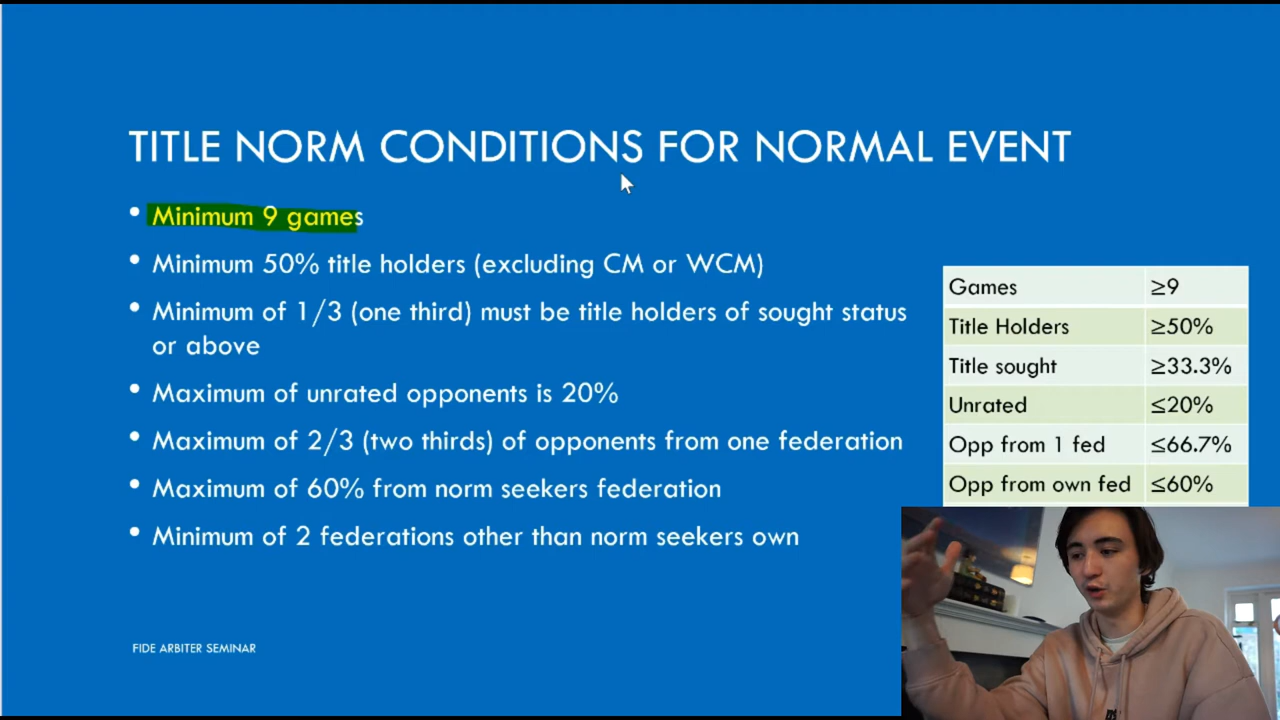 TITLE NORM CONDITIONS FOR NORMAL EVENT
• Minimum 9 games
• Minimum 50% title holders (excluding CM or WCM)
• Minimum of 1/3 (one third) must be title holders of sought status
or above
• Maximum of unrated opponents is 20%
• Maximum of 2/3 (two thirds) of opponents from one federation
• Maximum of 60% from norm seekers federation
• Minimum of 2 federations other than norm seekers own
Games ≥9
Title Holders ≥50%
Title sought ≥33.3%
Unrated ≤20%
Opp from 1 fed ≤66.7%
Opp from own fed ≤60%
FIDE ARBITER SEMINAR